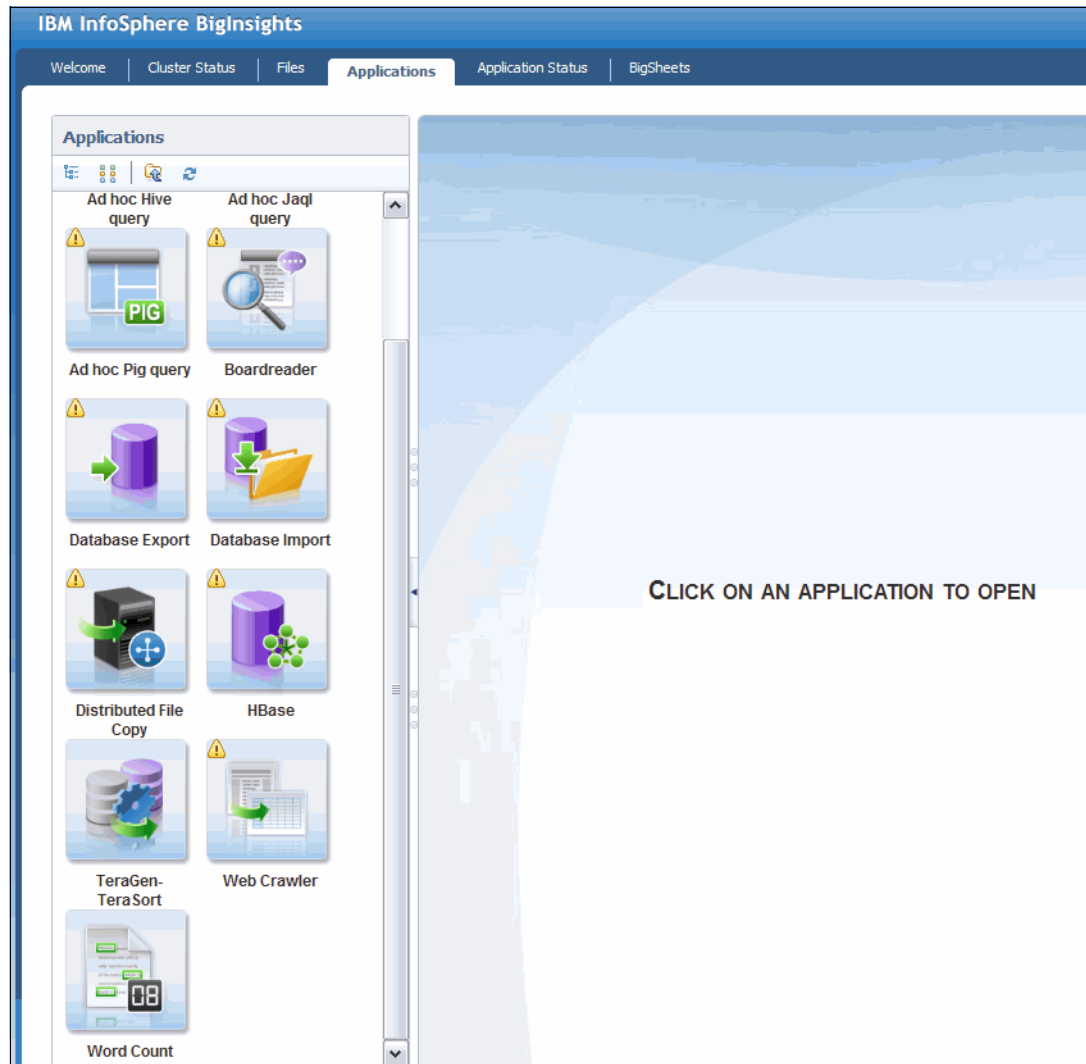 IBM InfoSphere BigInsights
Welcome Cluster Status Files Applications Application Status BigSheets
Applications
Ad hoc Hive Ad hoc Jaql
query query
PIG
Ad hoc Pig query Boardreader
Database Export Database Import
CLICK ON AN APPLICATION TO OPEN
Distributed File HBase
Copy
TeraGen- Web Crawler
TeraSort
08
Word Count